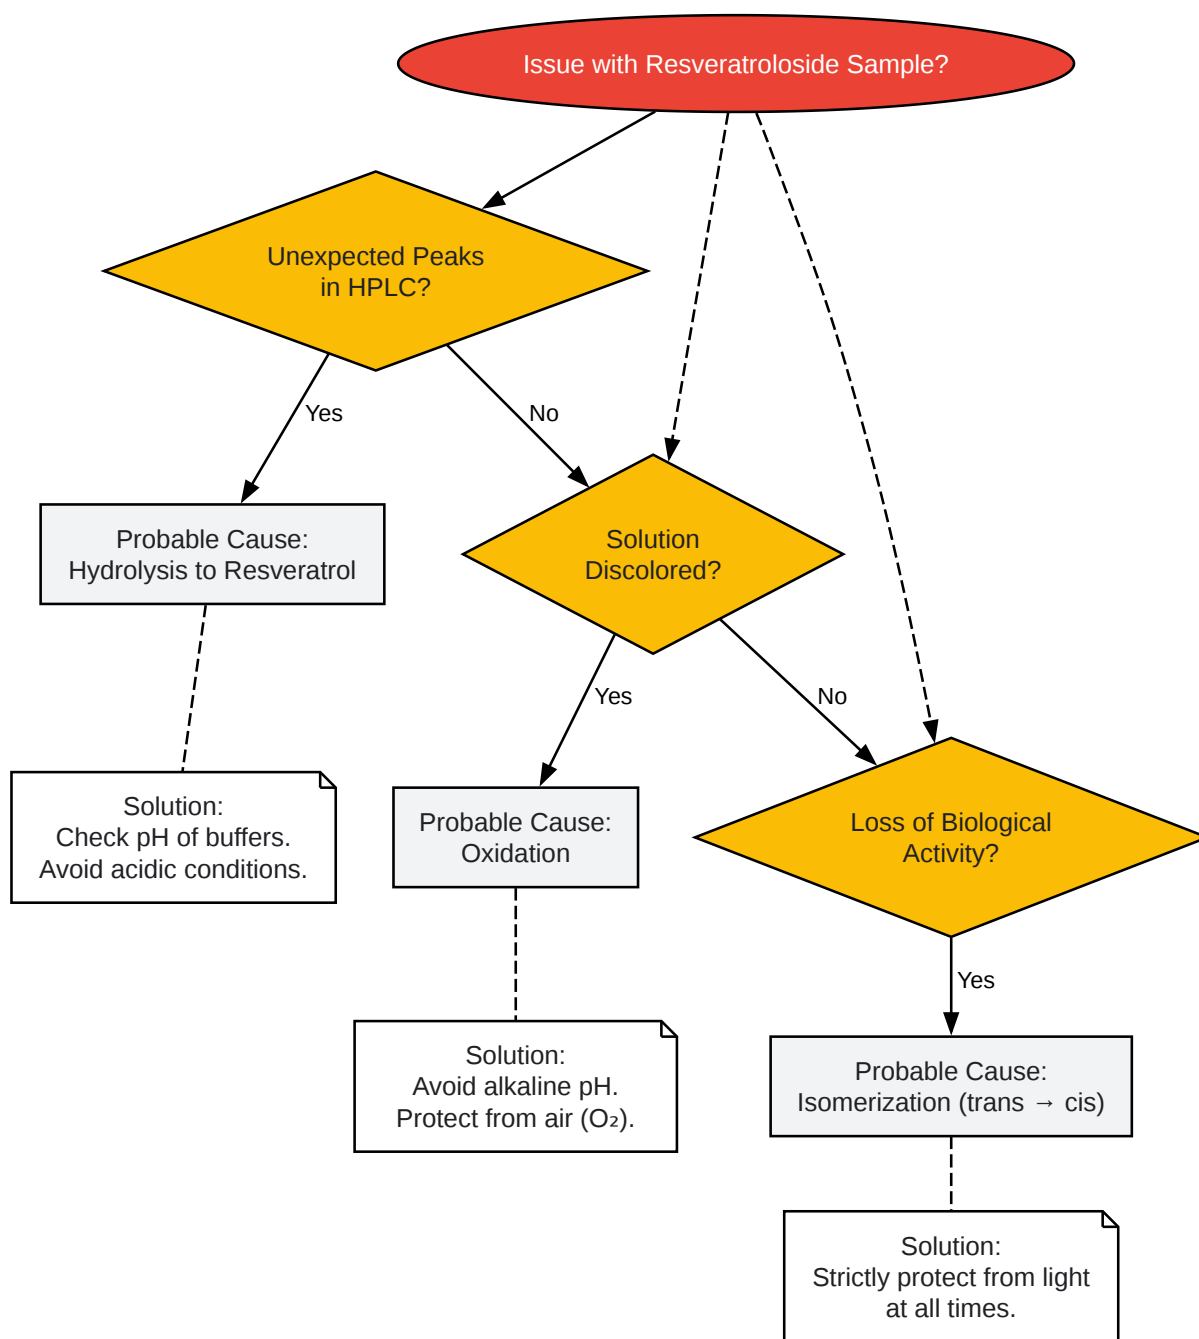 Issue with Resveratroloside Sample?
Unexpected Peaks
in HPLC?
Yes
No
Probable Cause:
Hydrolysis to Resveratrol
Solution
Discolored?
Solution:
Check pH of buffers.
Avoid acidic conditions.
Yes
No
Probable Cause:
Oxidation
Loss of Biological
Activity?
Solution:
Avoid alkaline pH.
Protect from air (O₂).
Yes
Probable Cause:
Isomerization (trans → cis)
Solution:
Strictly protect from light
at all times.